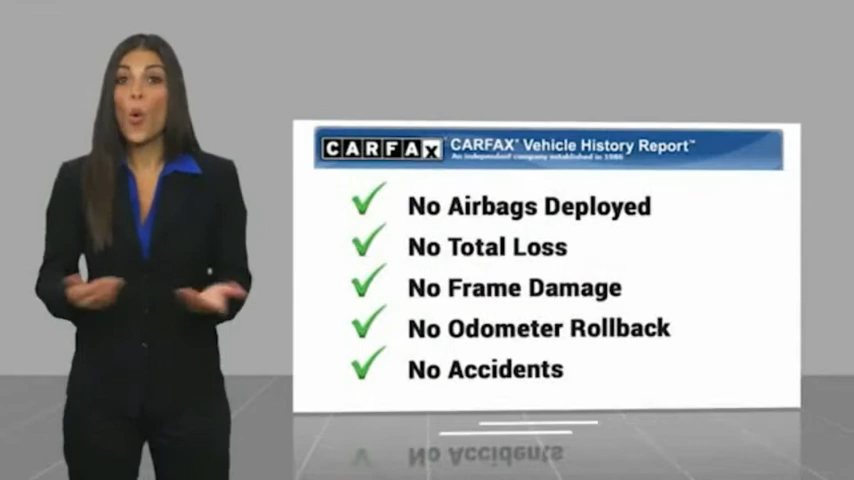 CARFAX CARFAX® Vehicle History Report™
An independent company established in 1986
No Airbags Deployed
No Total Loss
No Frame Damage
No Odometer Rollback
No Accidents
No Accidents